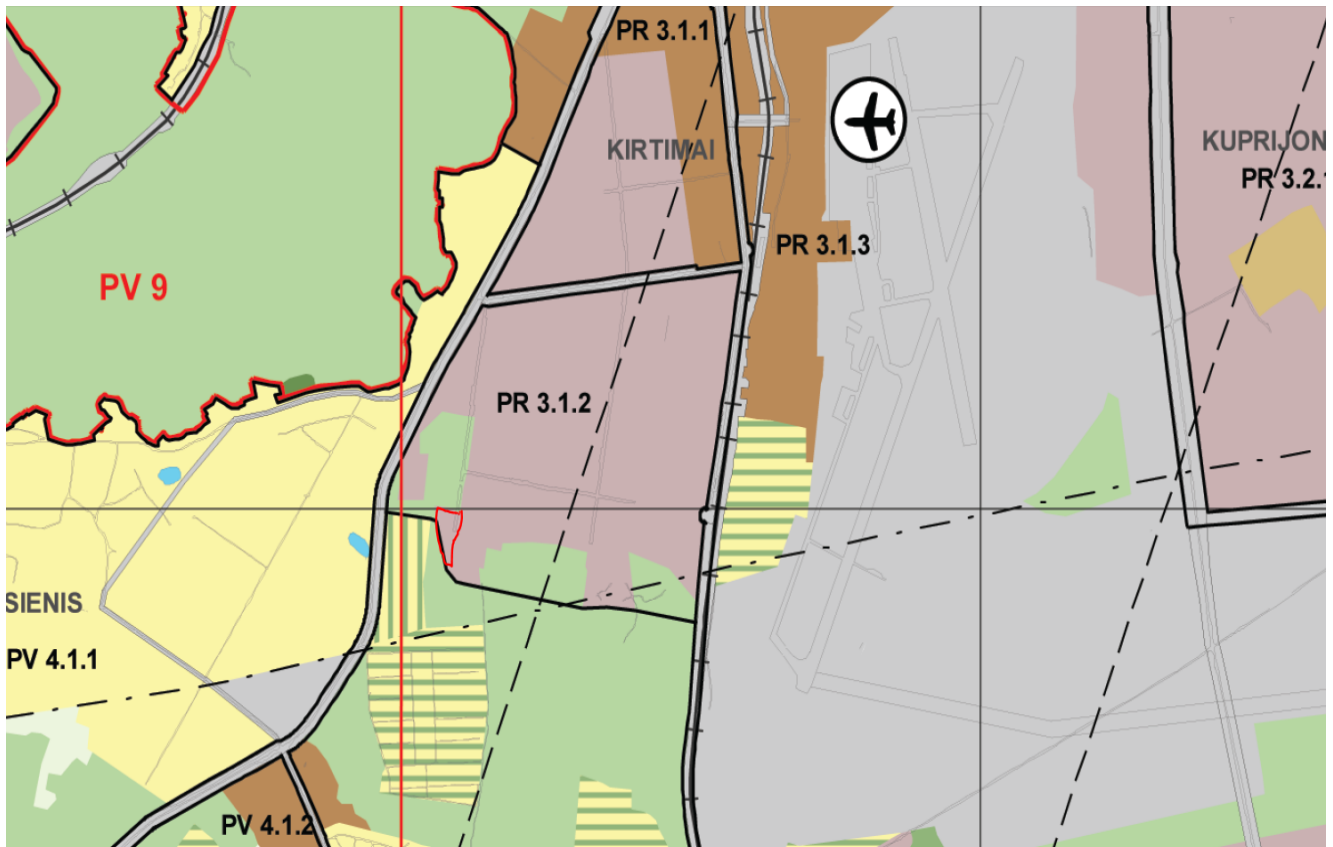 PR 3.1.1
KIRTIMAI
KUPRIJON
PR 3.2.1
PR 3.1.3
PV 9
PR 3.1.2
SIENIS
PV 4.1.1
PV 4.1.2